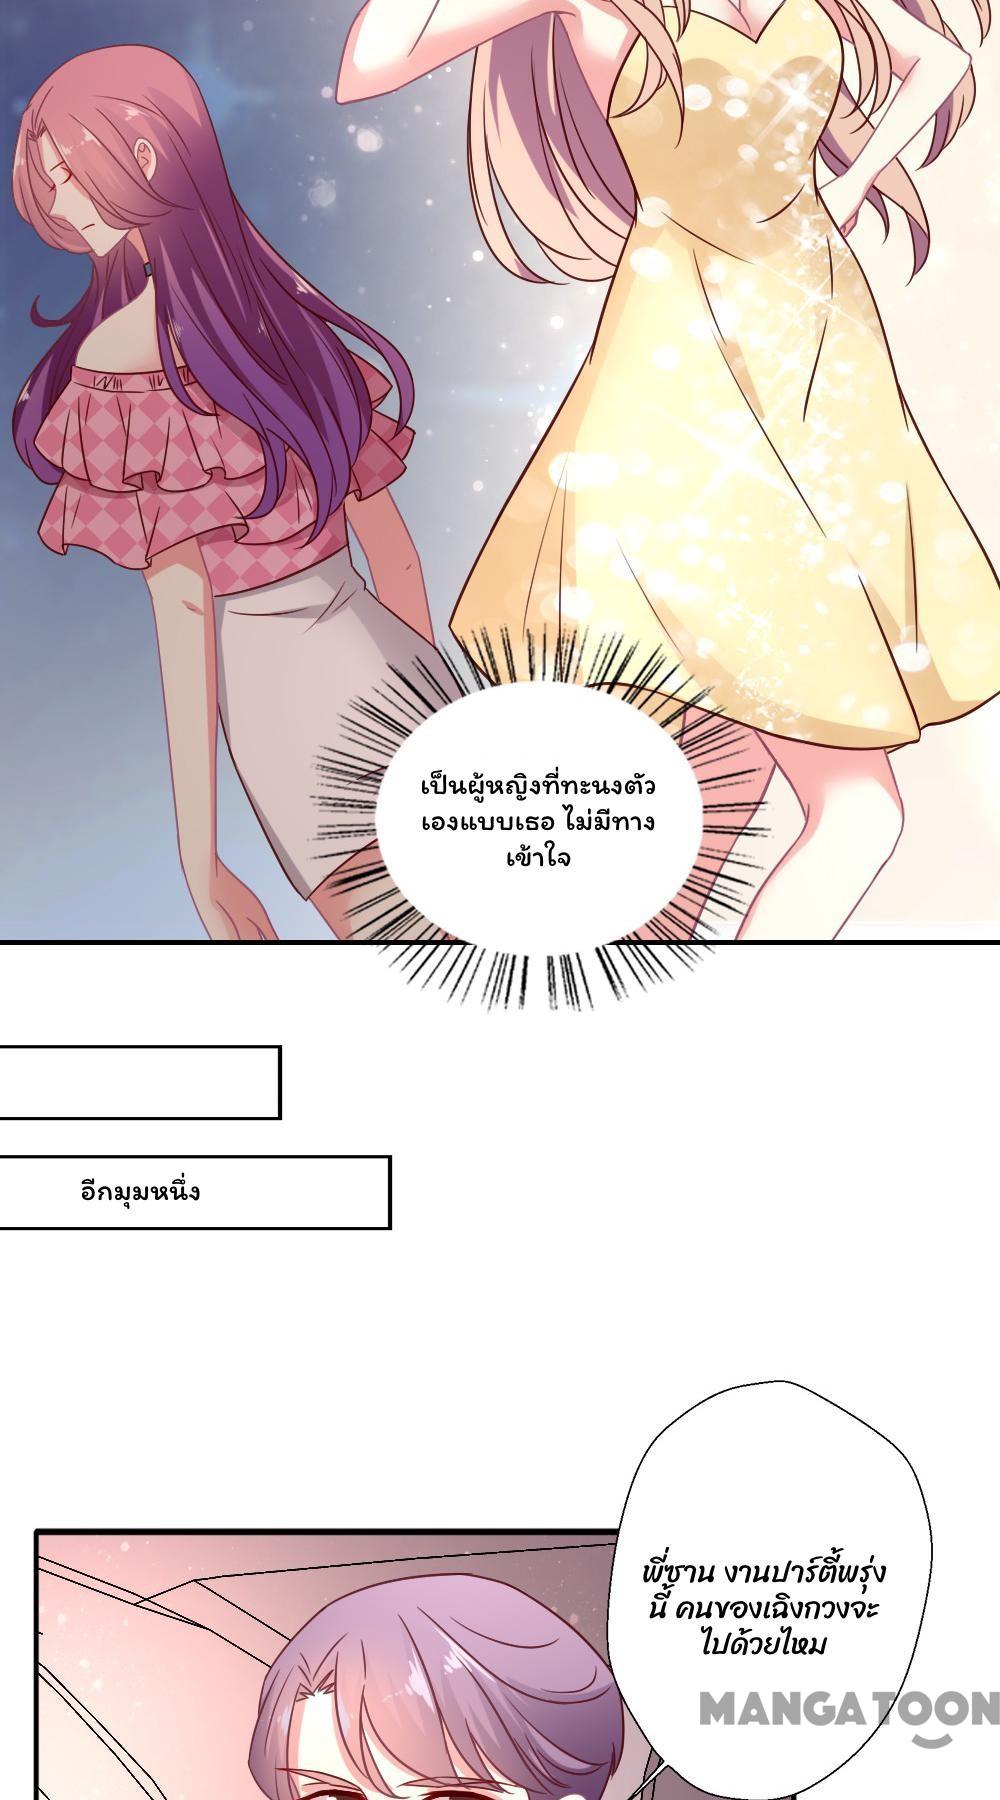 เป็นผู้หญิงที่ทะนงตัว
เองแบบเธอ ไม่มีทาง
เข้าใจ
อีกมุมหนึ่ง
พี่ซาน งานปาร์ตี้พรุ่ง
นี้ คนของเฉิงกวงจะ
ไปด้วยไหม
MANGATOON